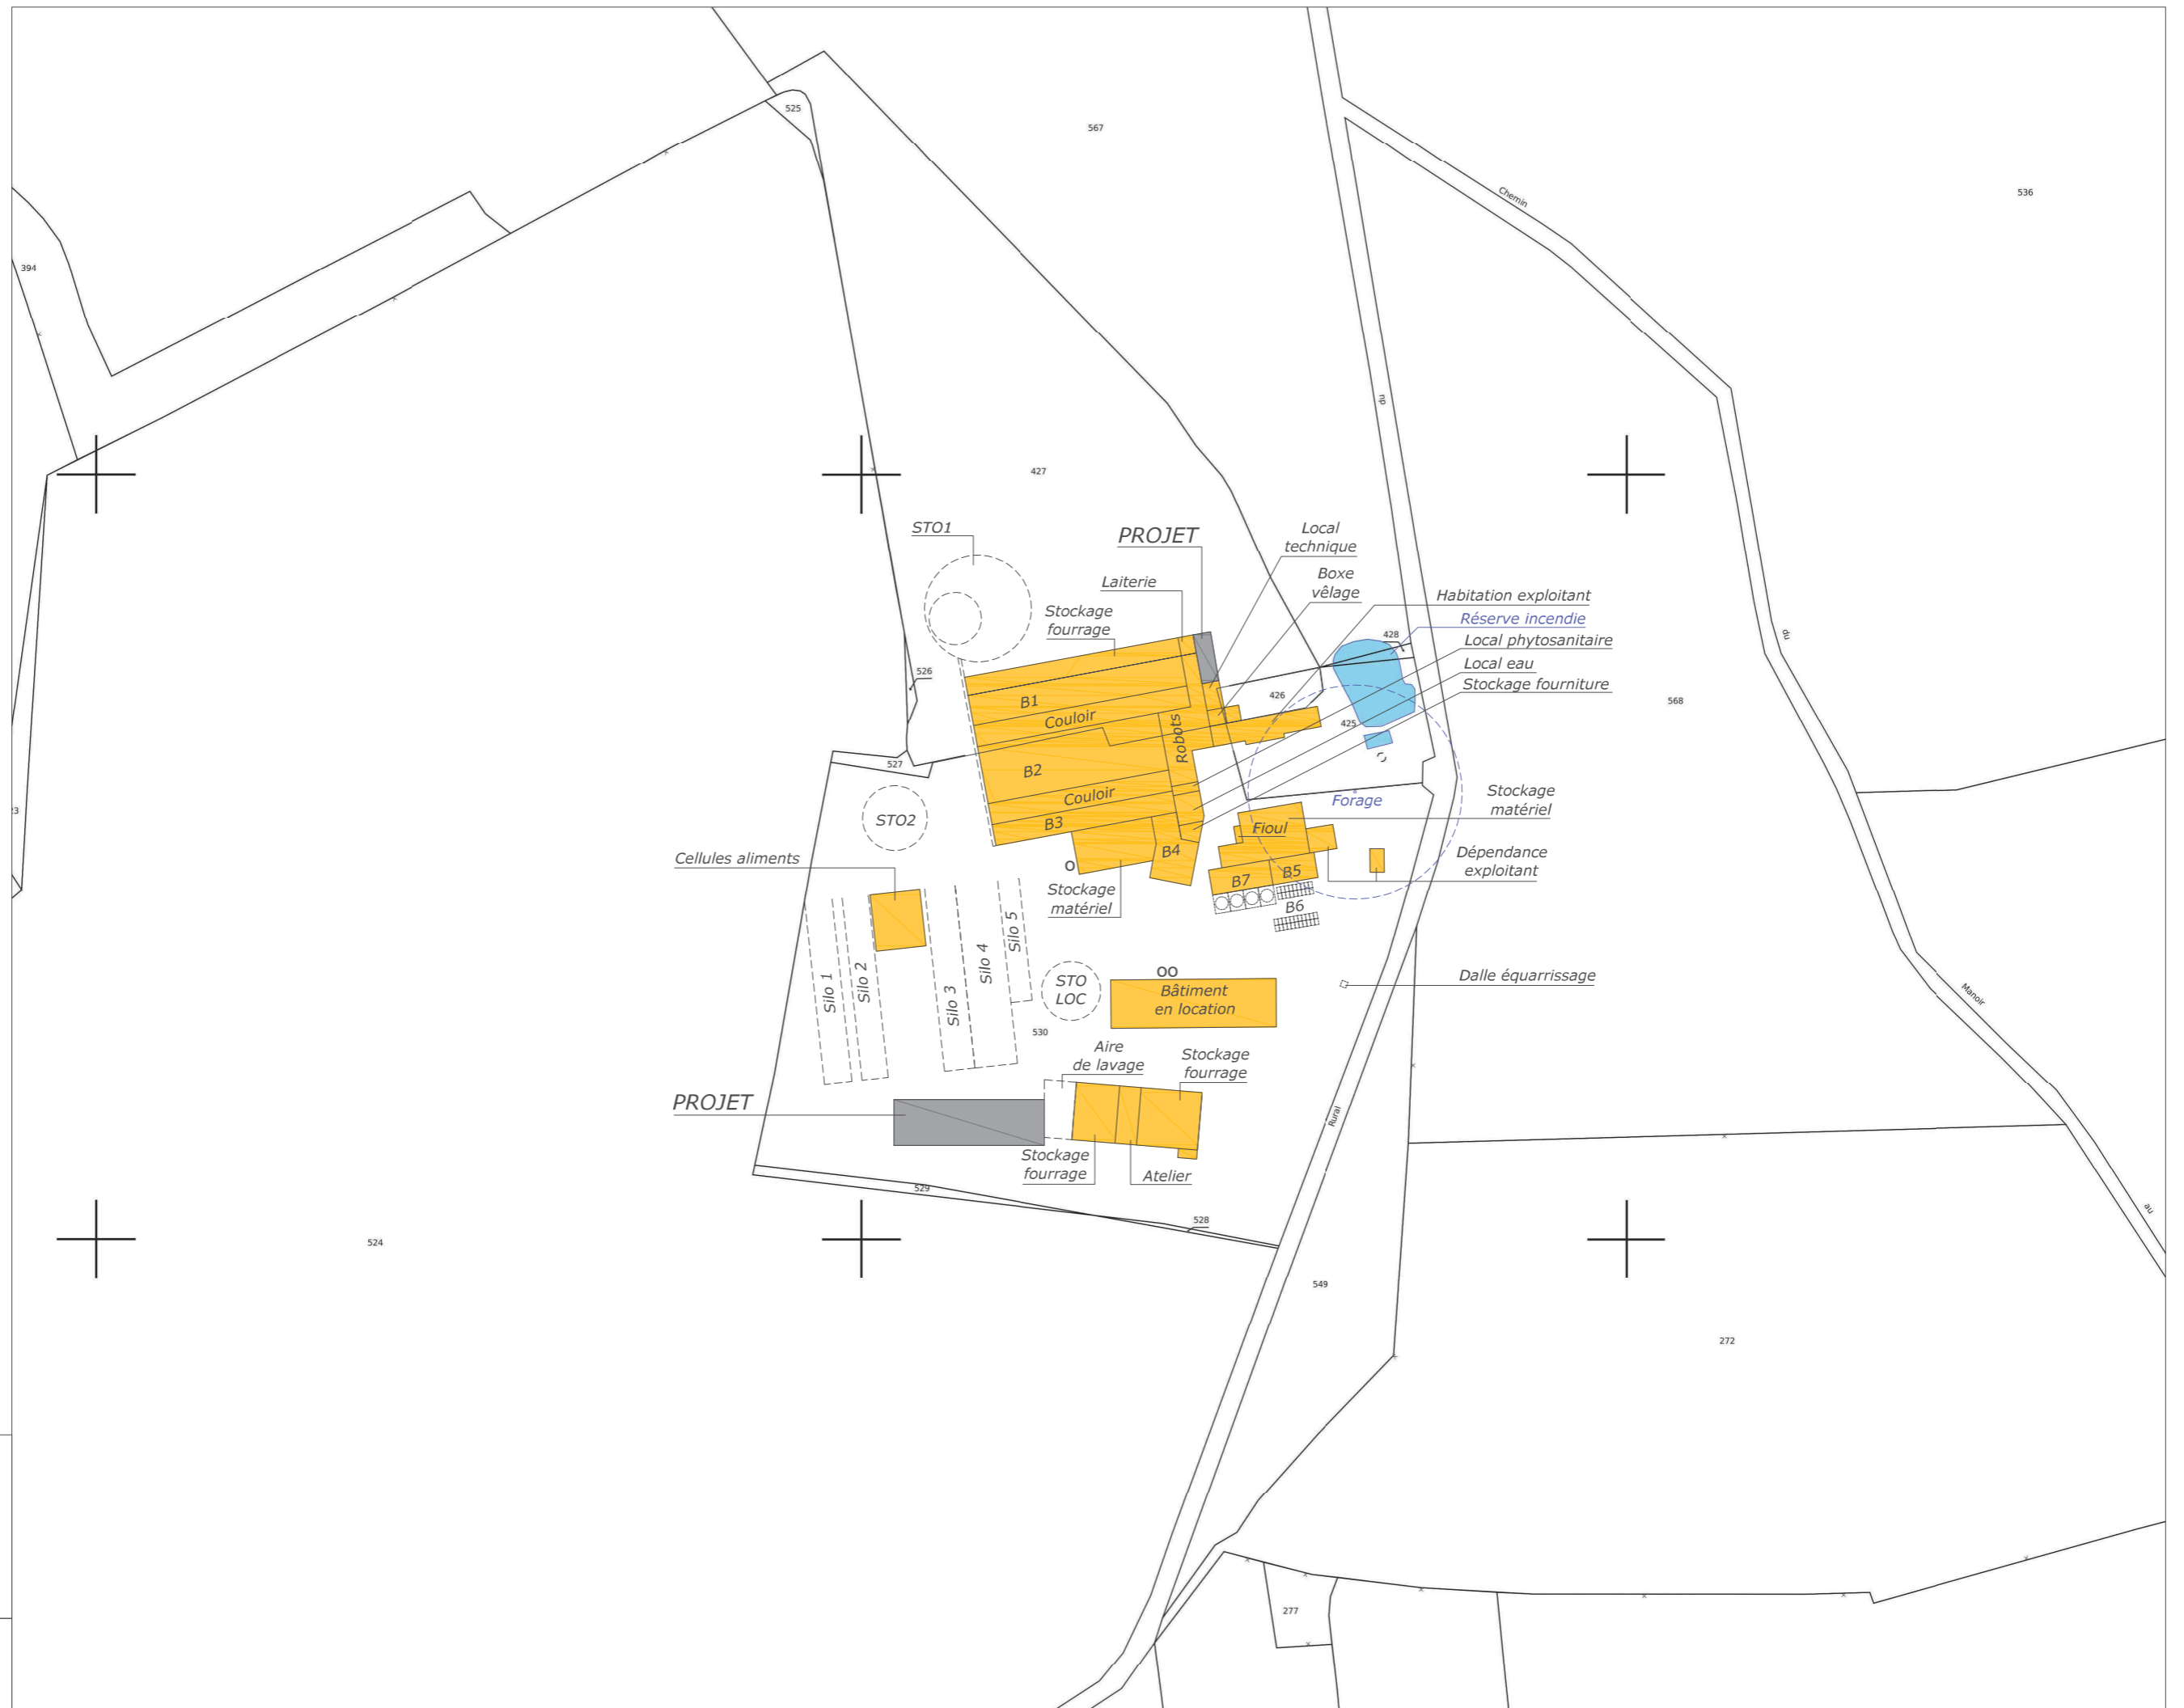 525
567
536
Chemin
394
np
427
STO1
PROJET
Local
technique
Laiterie
Boxe
vêlage
Habitation exploitant
Stockage
fourrage
Réserve incendie
428
Local phytosanitaire
Local eau
Stockage fourniture
du
526
426
568
B1
Couloir
Robots
425
527
B2
Couloir
Forage
Stockage
matériel
STO2
B3
Fioul
B4
Cellules aliments
Dépendance
exploitant
B7
B5
Stockage
matériel
B6
Silo 1
Silo 2
Silo 3
Silo 4
Silo 5
STO
LOC
Bâtiment
en location
Dalle équarrissage
Manoir
530
Aire
de lavage
Stockage
fourrage
PROJET
Rural
Stockage
fourrage
Atelier
529
528
au
524
549
272
277